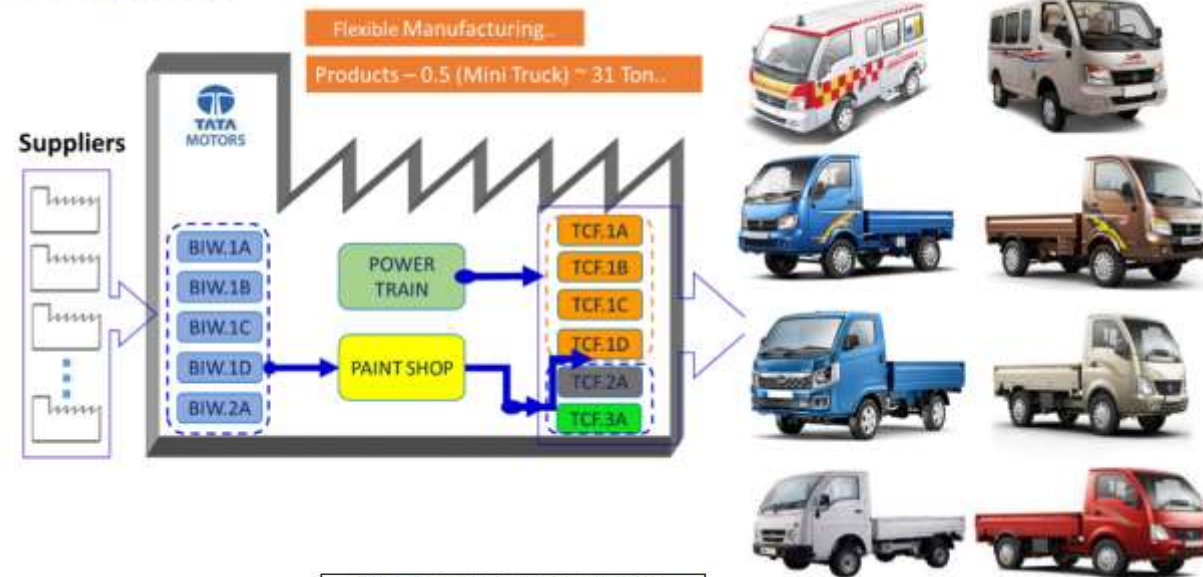 Flexible Manufacturing..
Products – 0.5 (Mini Truck) ~ 31 Ton..
TATA
MOTORS
Suppliers
BIW.1A
BIW.1B
BIW.1C
BIW.1D
BIW.2A
POWER
TRAIN
PAINT SHOP
TCF.1A
TCF.1B
TCF.1C
TCF.1D
TCF.2A
TCF.3A